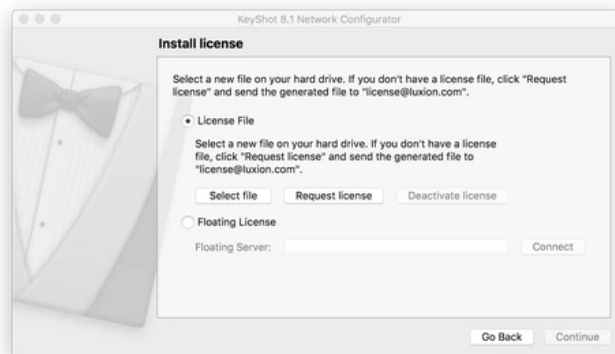 KeyShot 8.1 Network Configurator
Install license
Select a new file on your hard drive. If you don't have a license file, click "Request
license" and send the generated file to "license@luxion.com".
License File
Select a new file on your hard drive. If you don't have a license
file, click "Request license" and send the generated file to
"license@luxion.com".
Select file Request license Deactivate license
Floating License
Floating Server: Connect
Go Back Continue